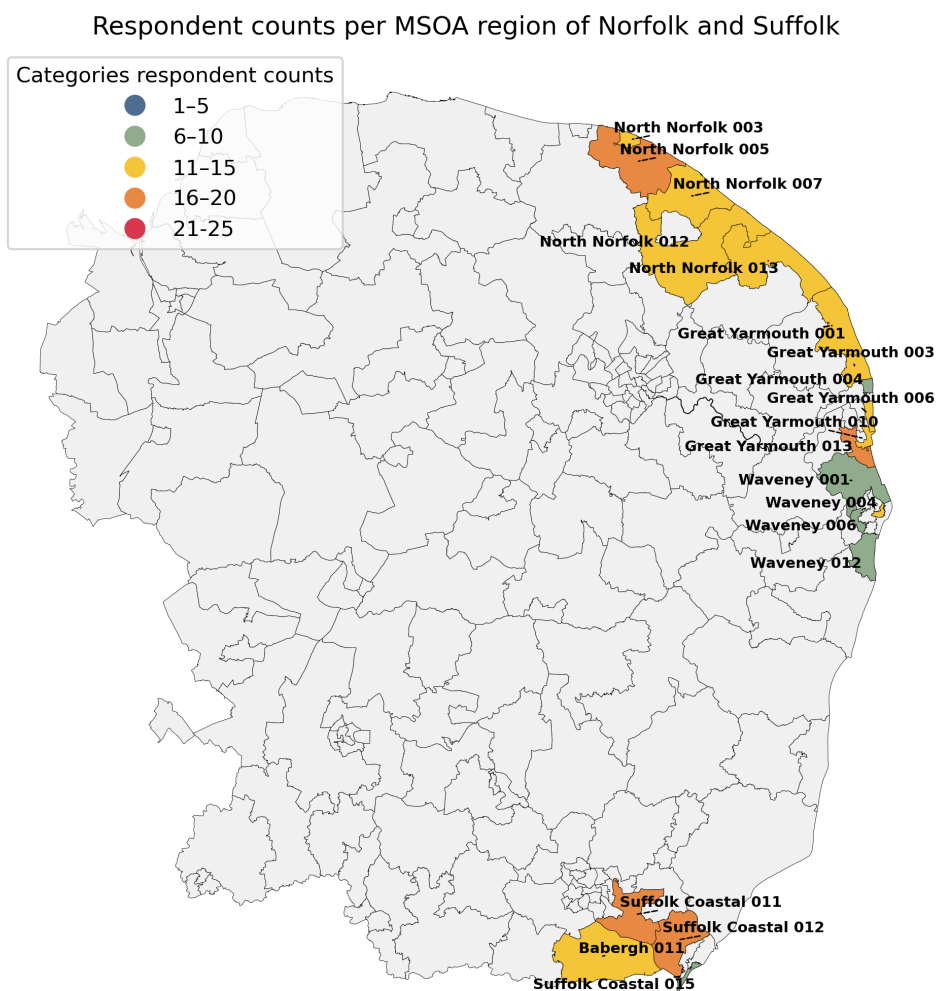 Respondent counts per MSOA region of Norfolk and Suffolk
Categories respondent counts
1–5
6–10
11–15
16–20
21-25
North Norfolk 003
North Norfolk 005
North Norfolk 007
North Norfolk 012
North Norfolk 013
Great Yarmouth 001
Great Yarmouth 003
Great Yarmouth 004
Great Yarmouth 006
Great Yarmouth 010
Great Yarmouth 013
Waveney 001
Waveney 004
Waveney 006
Waveney 012
Suffolk Coastal 011
Suffolk Coastal 012
Babergh 011
Suffolk Coastal 015